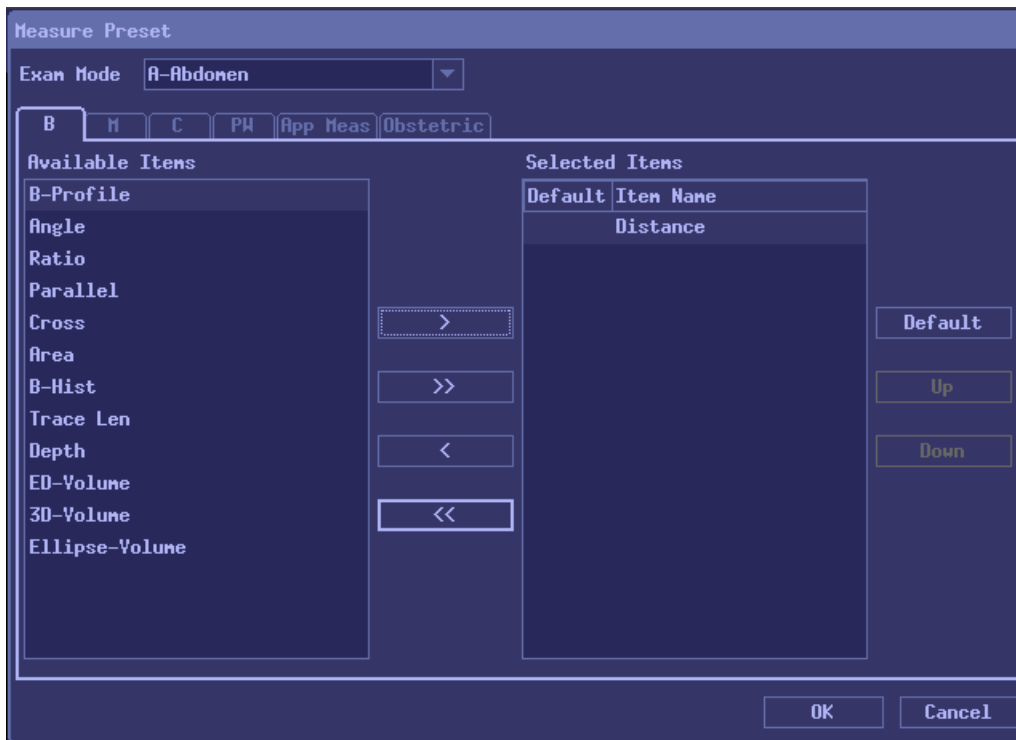 Measure Preset
Exam Mode A-Abdomen
B M C PW App Meas Obstetric
Available Items
B-Profile
Angle
Ratio
Parallel
Cross
Area
B-Hist
Trace Len
Depth
ED-Volume
3D-Volume
Ellipse-Volume
>
>>
<
<<
Selected Items
Default Item Name
Distance
Default
Up
Down
OK Cancel